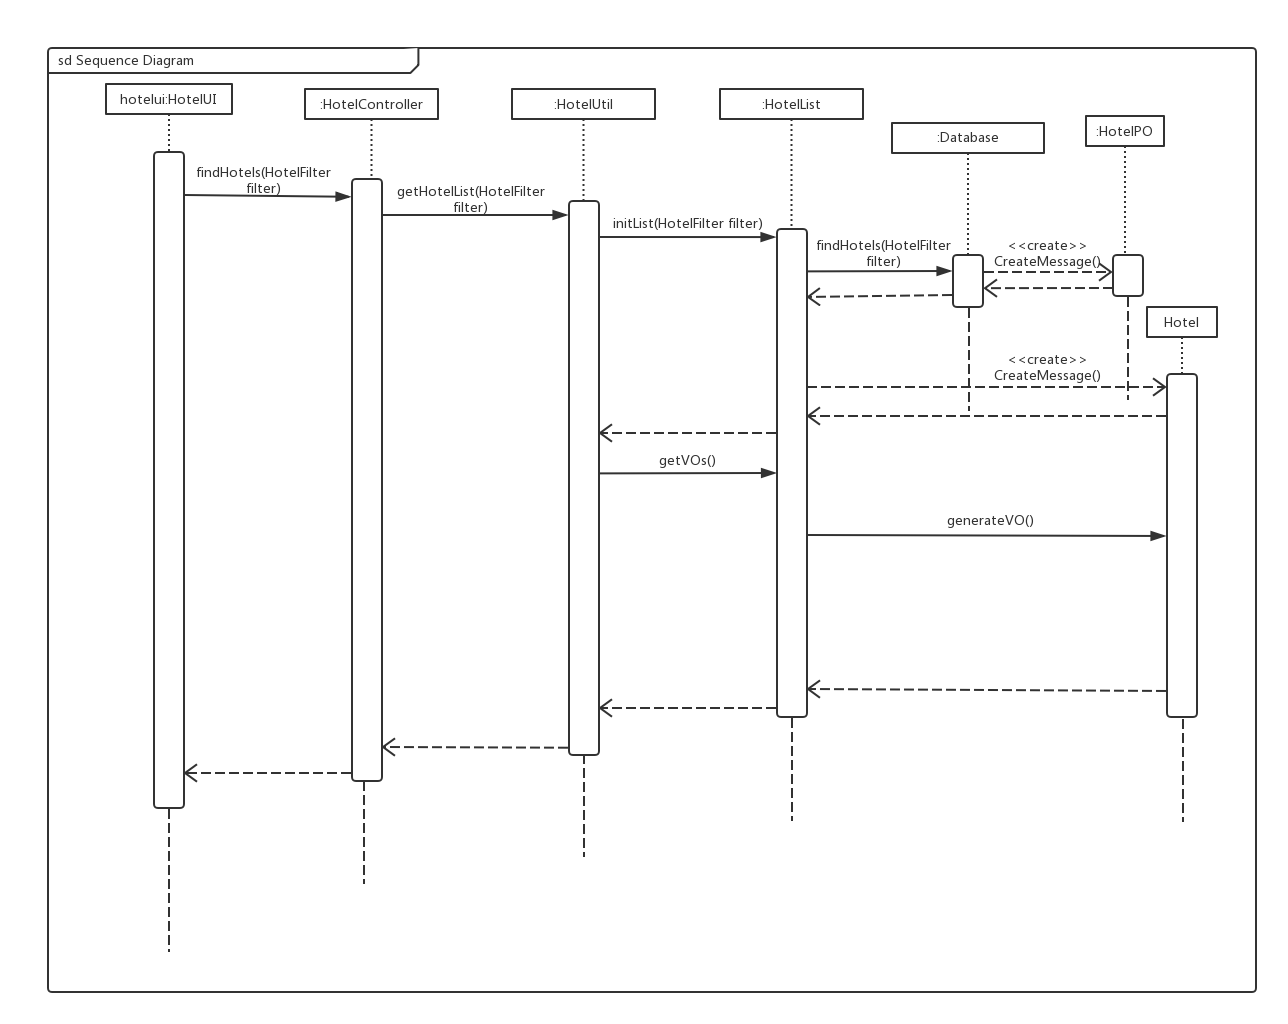 sd Sequence Diagram
hotelui:HotelUI
:HotelController
:HotelUtil
:HotelList
:Database
:HotelPO
findHotels(HotelFilter
filter)
getHotelList(HotelFilter
filter)
initList(HotelFilter filter)
findHotels(HotelFilter
filter)
<<create>>
CreateMessage()
Hotel
<<create>>
CreateMessage()
getVOs()
generateVO()